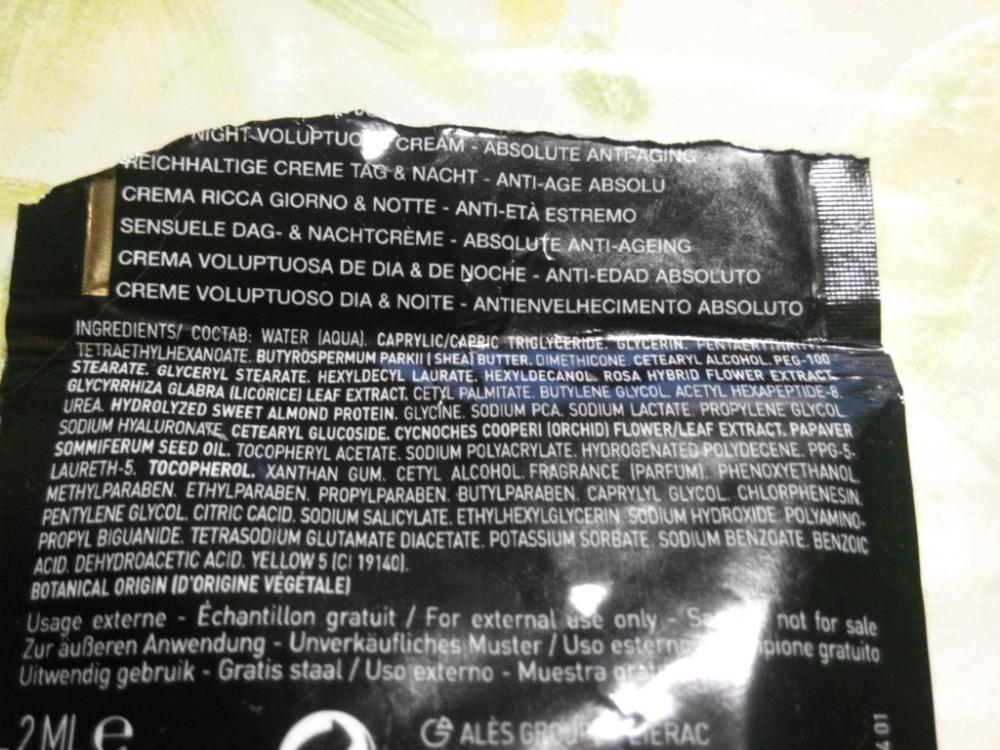 NIGHT VOLUPTUO CREAM - ABSOLUTE ANTI-AGING
REICHHALTIGE CREME TAG & NACHT - ANTI-AGE ABSOLU
CREMA RICCA GIORNO & NOTTE - ANTI-ETÀ ESTREMO
SENSUELE DAG- & NACHTCRÈME - ABSOLUTE ANTI-AGEING
CREMA VOLUPTUOSA DE DIA & DE NOCHE - ANTI-EDAD ABSOLUTO
CREME VOLUPTUOSO DIA & NOITE - ANTIENVELHECIMENTO ABSOLUTO
INGREDIENTS/ COCTAB: WATER (AQUA). CAPRYLIC/CAPRIC TRIGLYCERIDE. GLYCERIN. PENTAERYTHRITYL
TETRAETHYLHEXANOATE. BUTYROSPERMUM PARKII (SHEA) BUTTER. DIMETHICONE. CETEARYL ALCOHOL. PEG-100
STEARATE. GLYCERYL STEARATE. HEXYLDECYL LAURATE. HEXYLDECANOL. ROSA HYBRID FLOWER EXTRACT.
GLYCYRRHIZA GLABRA (LICORICE) LEAF EXTRACT. CETYL PALMITATE. BUTYLENE GLYCOL. ACETYL HEXAPEPTIDE-8.
UREA. HYDROLYZED SWEET ALMOND PROTEIN. GLYCINE. SODIUM PCA. SODIUM LACTATE. PROPYLENE GLYCOL.
SODIUM HYALURONATE. CETEARYL GLUCOSIDE. CYCNOCHES COOPERI (ORCHID) FLOWER/LEAF EXTRACT. PAPAVER
SOMMIFERUM SEED OIL. TOCOPHERYL ACETATE. SODIUM POLYACRYLATE. HYDROGENATED POLYDECENE. PPG-5-
LAURETH-5. TOCOPHEROL. XANTHAN GUM. CETYL ALCOHOL. FRAGRANCE (PARFUM). PHENOXYETHANOL.
METHYLPARABEN. ETHYLPARABEN. PROPYLPARABEN. BUTYLPARABEN. CAPRYLYL GLYCOL. CHLORPHENESIN.
PENTYLENE GLYCOL. CITRIC CACID. SODIUM SALICYLATE. ETHYLHEXYLGLYCERIN. SODIUM HYDROXIDE. POLYAMINO-
PROPYL BIGUANIDE. TETRASODIUM GLUTAMATE DIACETATE. POTASSIUM SORBATE. SODIUM BENZOATE. BENZOIC
ACID. DEHYDROACETIC ACID. YELLOW 5 (CI 19140).
BOTANICAL ORIGIN (D'ORIGINE VÉGÉTALE)
Usage externe - Échantillon gratuit / For external use only - not for sale
Zur äußeren Anwendung - Unverkäufliches Muster / Uso esterno gratuito
Uitwendig gebruik - Gratis staal / Uso externo - Muestra
2 ML e
ALÈS GROUPE LIERAC
01